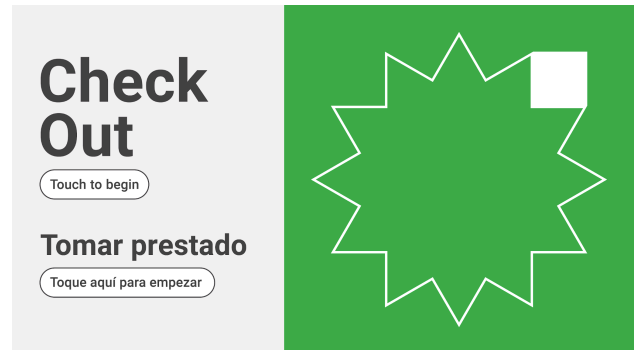 Check
Out
Touch to begin
Tomar prestado
Toque aquí para empezar